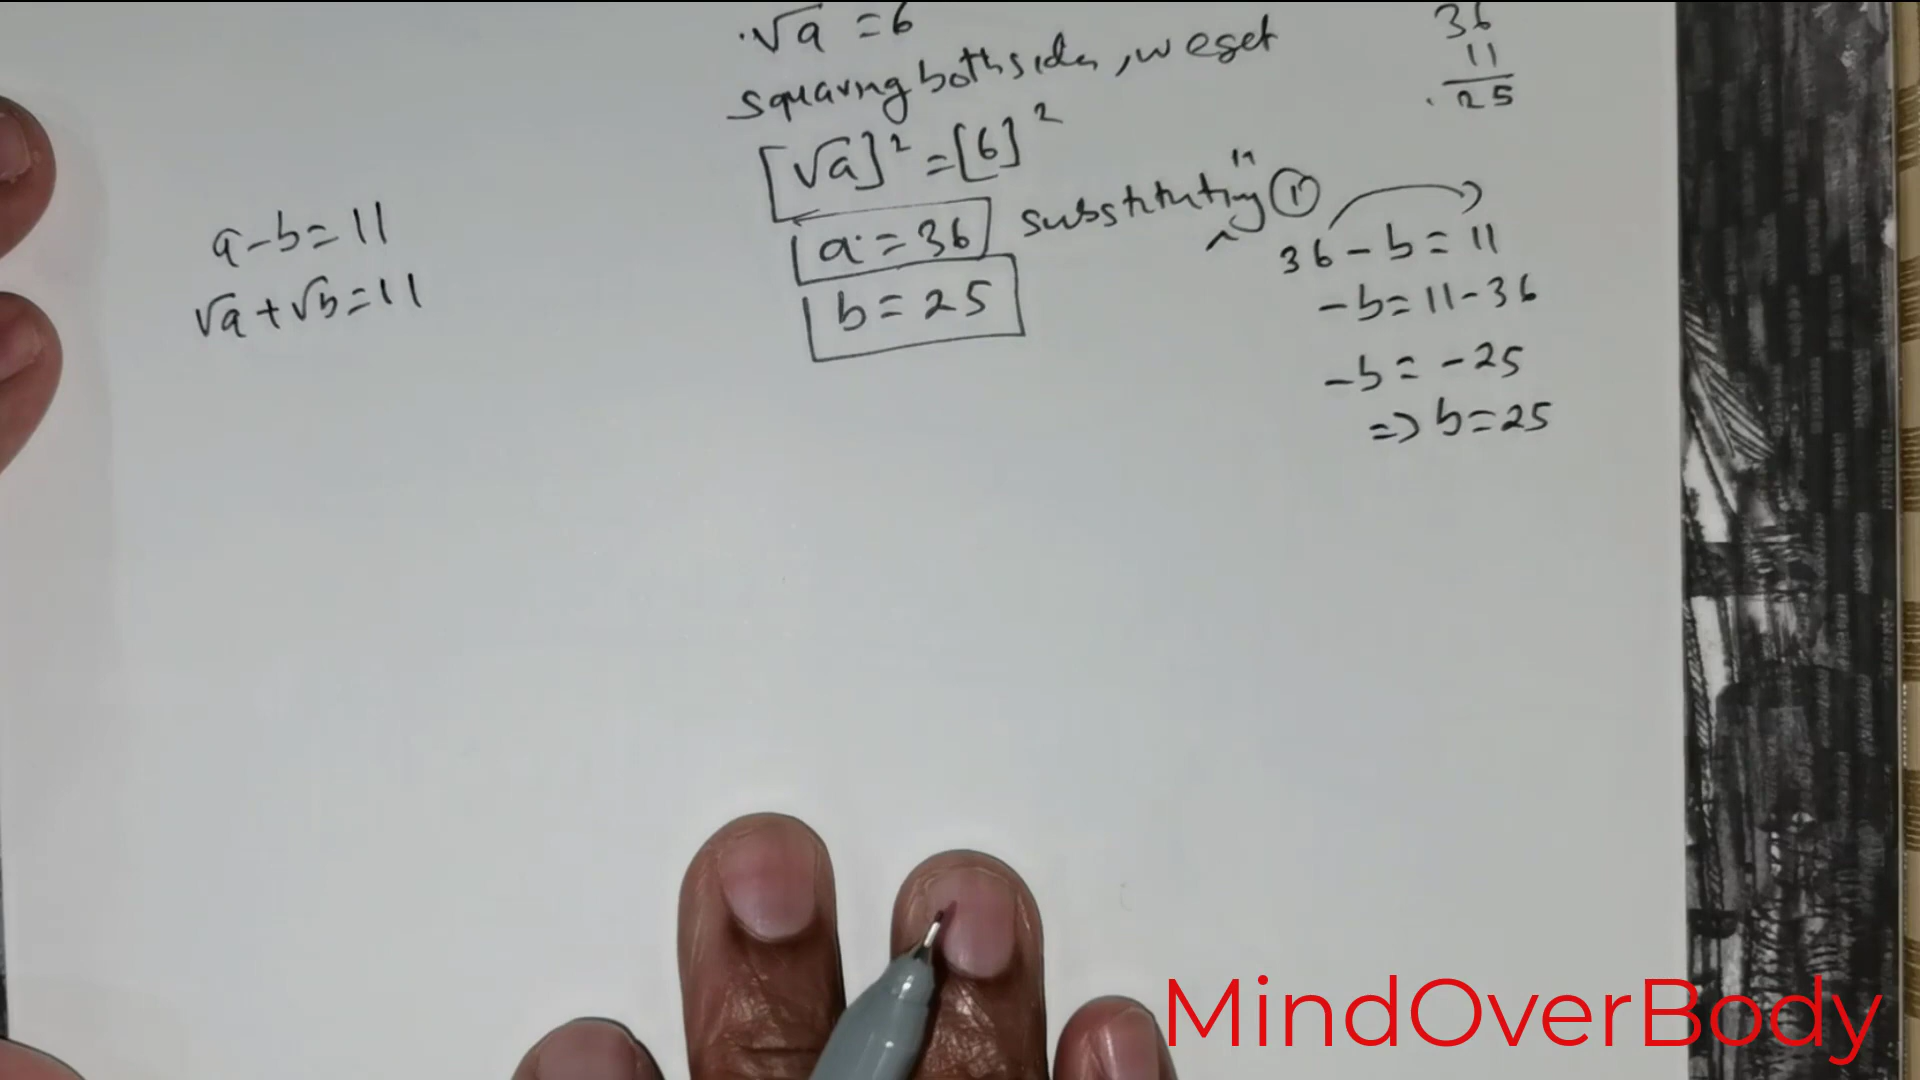 a-b=11
√a+√b=11
·√a =6
squaring both sides, we get
[√a]²=[6]²
a=36
b=25
substituting in ①
36
11
25
36-b=11
-b=11-36
-b=-25
=> b=25
MindOverBody